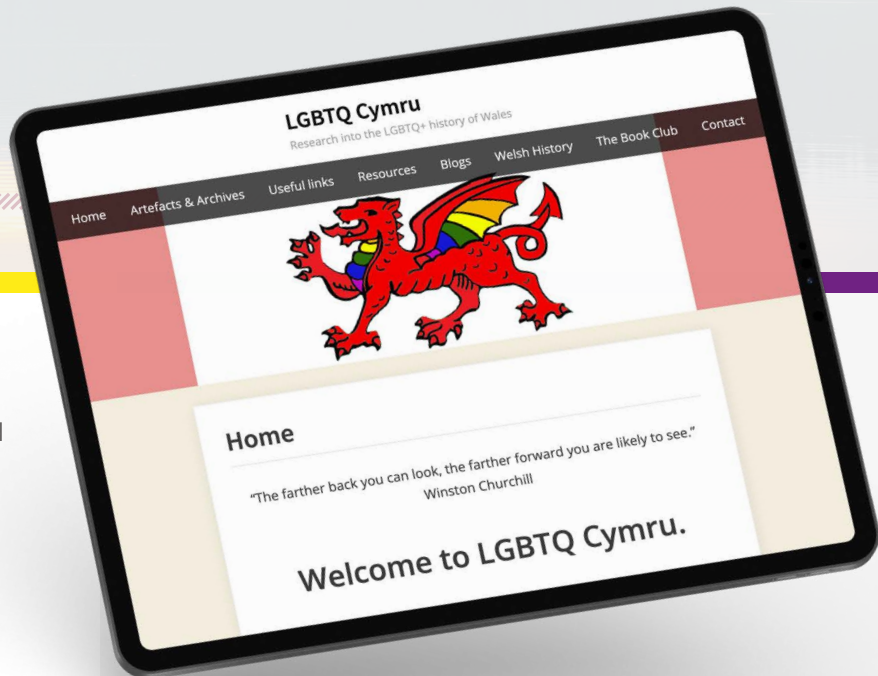 LGBTQ Cymru
Research into the LGBTQ+ history of Wales
Home Artefacts & Archives Useful links Resources Blogs Welsh History The Book Club Contact
Home
“The farther back you can look, the farther forward you are likely to see.”
Winston Churchill
Welcome to LGBTQ Cymru.